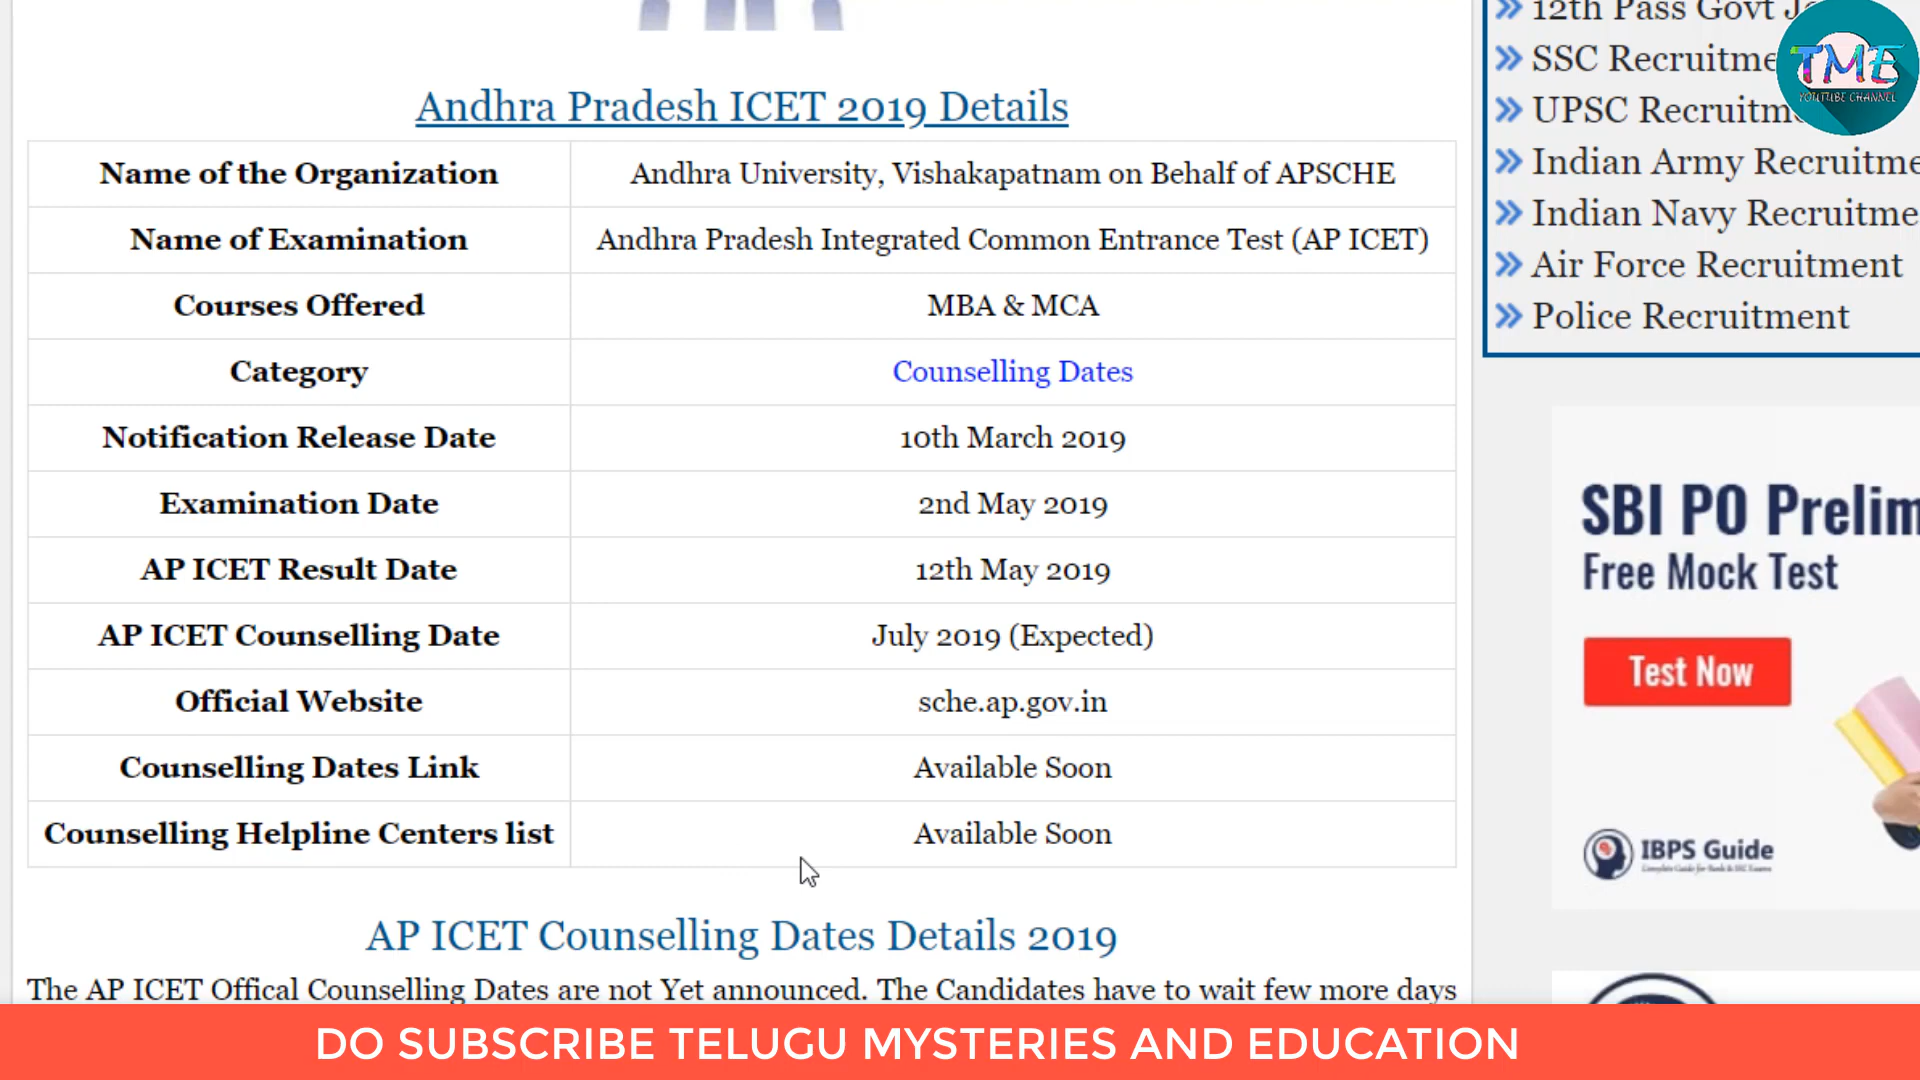 Andhra Pradesh ICET 2019 Details
Name of the Organization Andhra University, Vishakapatnam on Behalf of APSCHE
Name of Examination Andhra Pradesh Integrated Common Entrance Test (AP ICET)
Courses Offered MBA & MCA
Category Counselling Dates
Notification Release Date 10th March 2019
Examination Date 2nd May 2019
AP ICET Result Date 12th May 2019
AP ICET Counselling Date July 2019 (Expected)
Official Website sche.ap.gov.in
Counselling Dates Link Available Soon
Counselling Helpline Centers list Available Soon
AP ICET Counselling Dates Details 2019
The AP ICET Offical Counselling Dates are not Yet announced. The Candidates have to wait few more days
12th Pass Govt
SSC Recruitme
UPSC Recruitm
Indian Army Recruitme
Indian Navy Recruitme
Air Force Recruitment
Police Recruitment
TME
YOUTUBE CHANNEL
SBI PO Prelim
Free Mock Test
Test Now
IBPS Guide
DO SUBSCRIBE TELUGU MYSTERIES AND EDUCATION